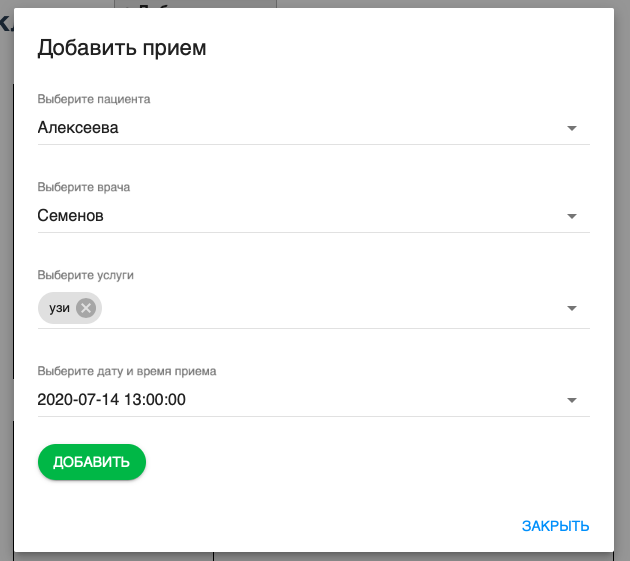 Добавить прием
Выберите пациента
Алексеева
Выберите врача
Семенов
Выберите услуги
узи
Выберите дату и время приема
2020-07-14 13:00:00
ДОБАВИТЬ
ЗАКРЫТЬ